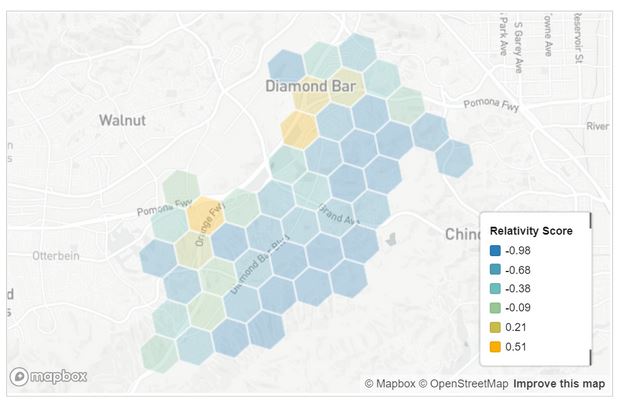 S Park Ave
S Garey Ave
Towne Ave
Reservoir St
Diamond Bar
Pomona Fwy
Walnut
River
Pomona Fwy
Orange Fwy
Grand Ave
Otterbein
Diamond Bar Blvd
Chino
d
s
Relativity Score
-0.98
-0.68
-0.38
-0.09
0.21
0.51
mapbox
© Mapbox © OpenStreetMap Improve this map